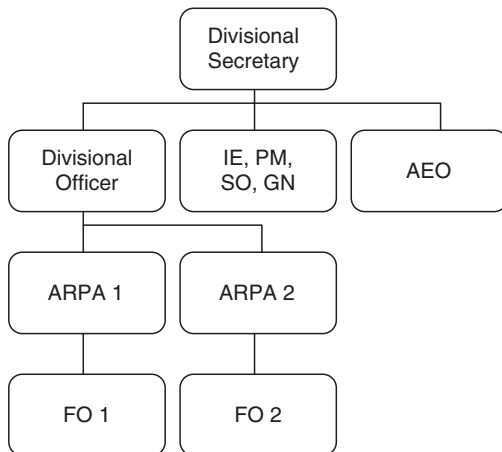 Divisional
Secretary
Divisional
Officer
IE, PM,
SO, GN
AEO
ARPA 1
ARPA 2
FO 1
FO 2